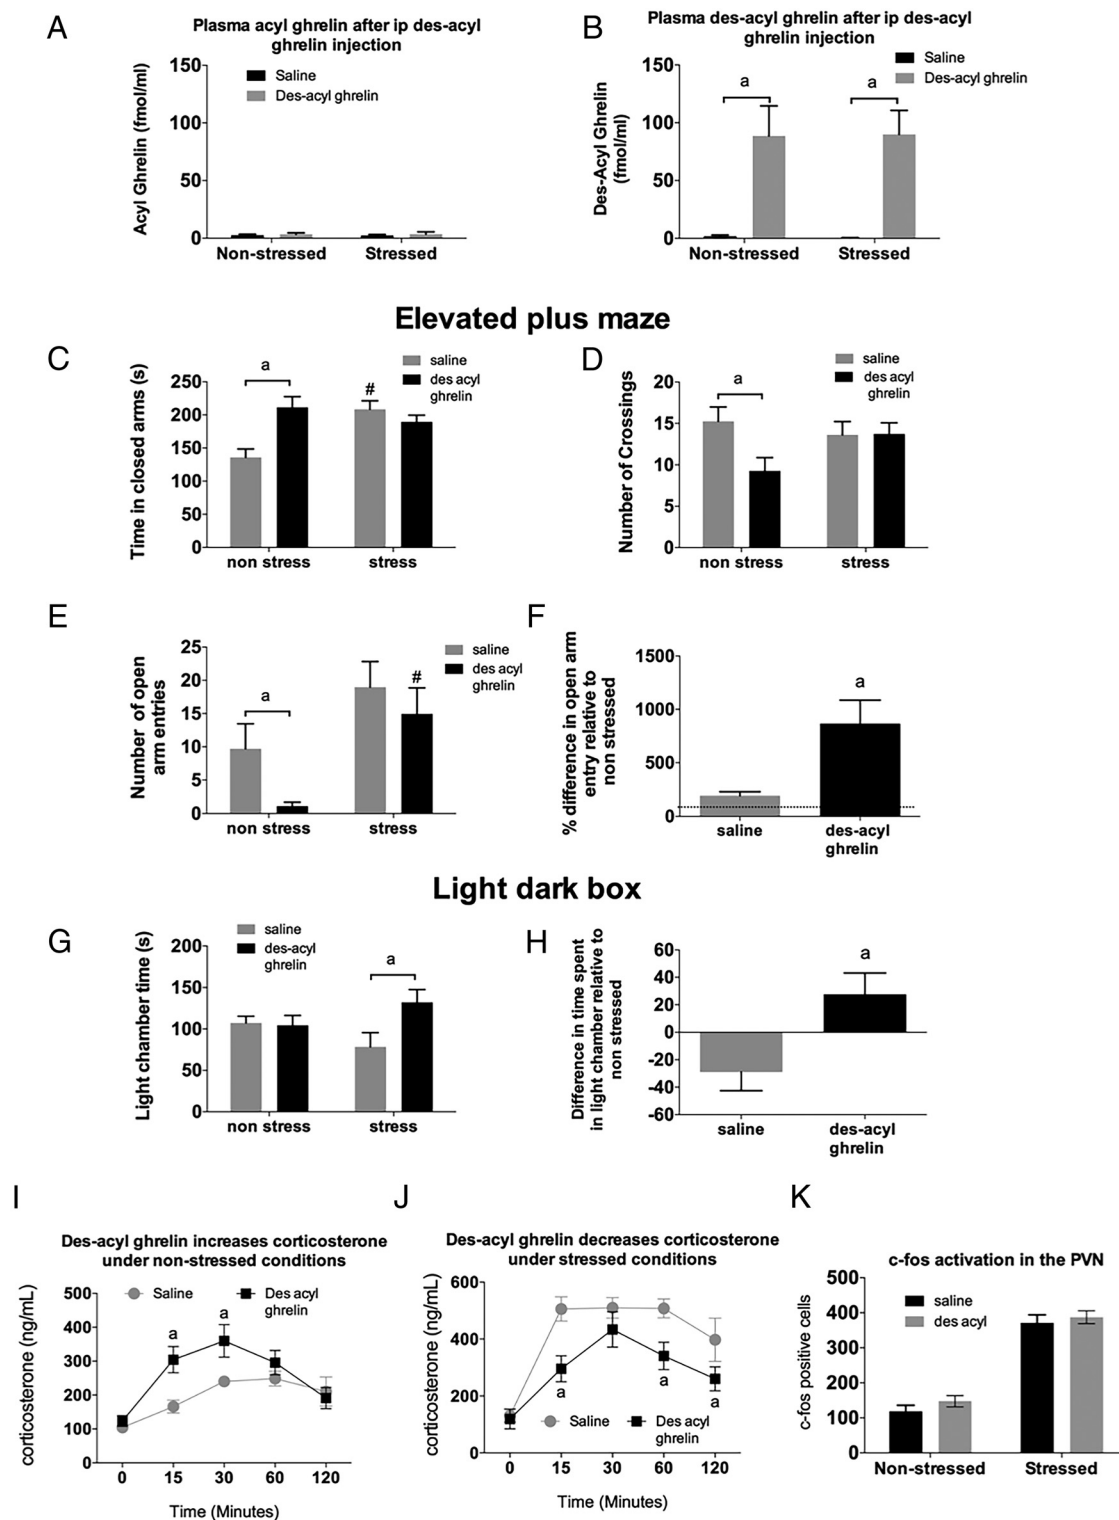 A
Plasma acyl ghrelin after ip des-acyl
ghrelin injection
Acyl Ghrelin (fmol/ml)
150
100
50
0
Saline
Des-acyl ghrelin
Non-stressed
Stressed
B
Plasma des-acyl ghrelin after ip des-acyl
ghrelin injection
Des-Acyl Ghrelin
(fmol/ml)
150
100
50
0
Saline
Des-acyl ghrelin
a
a
Non-stressed
Stressed
Elevated plus maze
C
Time in closed arms (s)
250
200
150
100
50
0
saline
des acyl
ghrelin
a
#
non stress
stress
D
Number of Crossings
20
15
10
5
0
saline
des acyl
ghrelin
a
non stress
stress
E
Number of open
arm entries
25
20
15
10
5
0
saline
des acyl
ghrelin
a
#
non stress
stress
F
% difference in open arm
entry relative to
non stressed
1500
1000
500
0
a
saline
des-acyl
ghrelin
Light dark box
G
Light chamber time (s)
200
150
100
50
0
saline
des-acyl
ghrelin
a
non stress
stress
H
Difference in time spent
in light chamber relative to
non stressed
60
40
20
0
-20
-40
-60
a
saline
des-acyl
ghrelin
I
Des-acyl ghrelin increases corticosterone
under non-stressed conditions
corticosterone (ng/mL)
500
400
300
200
100
0
Saline
Des acyl
ghrelin
a
a
0
15
30
60
120
Time (Minutes)
J
Des-acyl ghrelin decreases corticosterone
under stressed conditions
corticosterone (ng/mL)
600
400
200
0
a
a
a
Saline
Des acyl
ghrelin
0
15
30
60
120
Time (Minutes)
K
c-fos activation in the PVN
c-fos positive cells
500
400
300
200
100
0
saline
des acyl
Non-stressed
Stressed